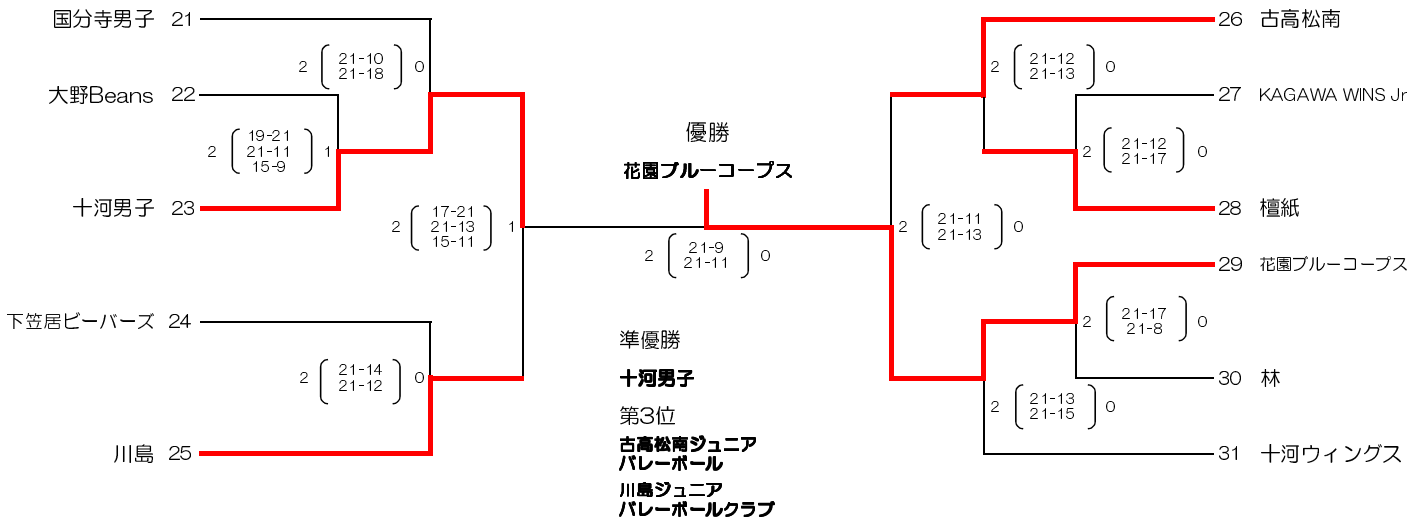 国分寺男子 21
2 21-10 0
21-18
大野Beans 22
19-21
2 21-11 1
15-9
十河男子 23
17-21
2 21-13 1
15-11
下笠居ビーバーズ 24
2 21-14 0
21-12
川島 25
優勝
花園ブルーコープス
2 21-9 0
21-11
準優勝
十河男子
第3位
古高松南ジュニア
バレーボール
川島ジュニア
バレーボールクラブ
26 古高松南
2 21-12 0
21-13
27 KAGAWA WINS Jr
2 21-12 0
21-17
28 檀紙
2 21-11 0
21-13
29 花園ブルーコープス
2 21-17 0
21-8
30 林
2 21-13 0
21-15
31 十河ウィングス